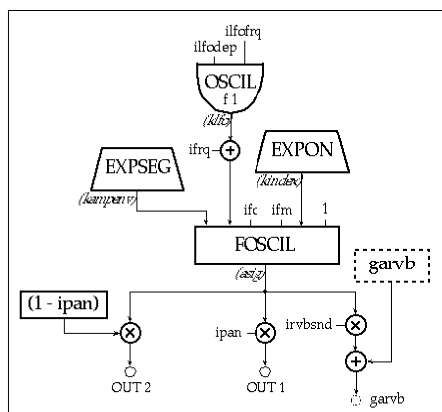 ilfofrq
ilfodep
OSCIL
f 1
(klfo)
ifrq
+
EXPSEG
EXPON
(kampenv)
(kindex)
ifc ifm 1
FOSCIL
(asig)
garvb
(1 - ipan)
×
ipan
×
irvbsnd
×
+
OUT 2
OUT 1
garvb